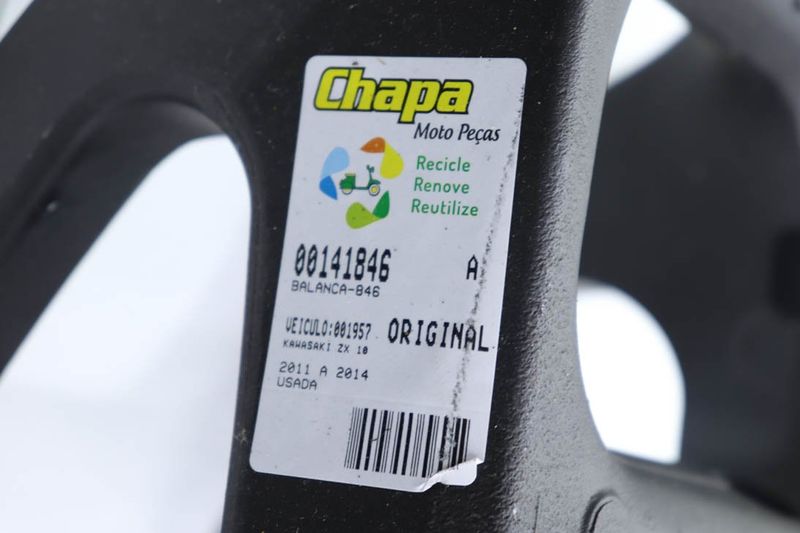 Chapa
Moto Peças
Recicle
Renove
Reutilize
00141846 A
BALANCA-846
VEICULO:001957 ORIGINAL
KAWASAKI ZX 10
2011 A 2014
USADA